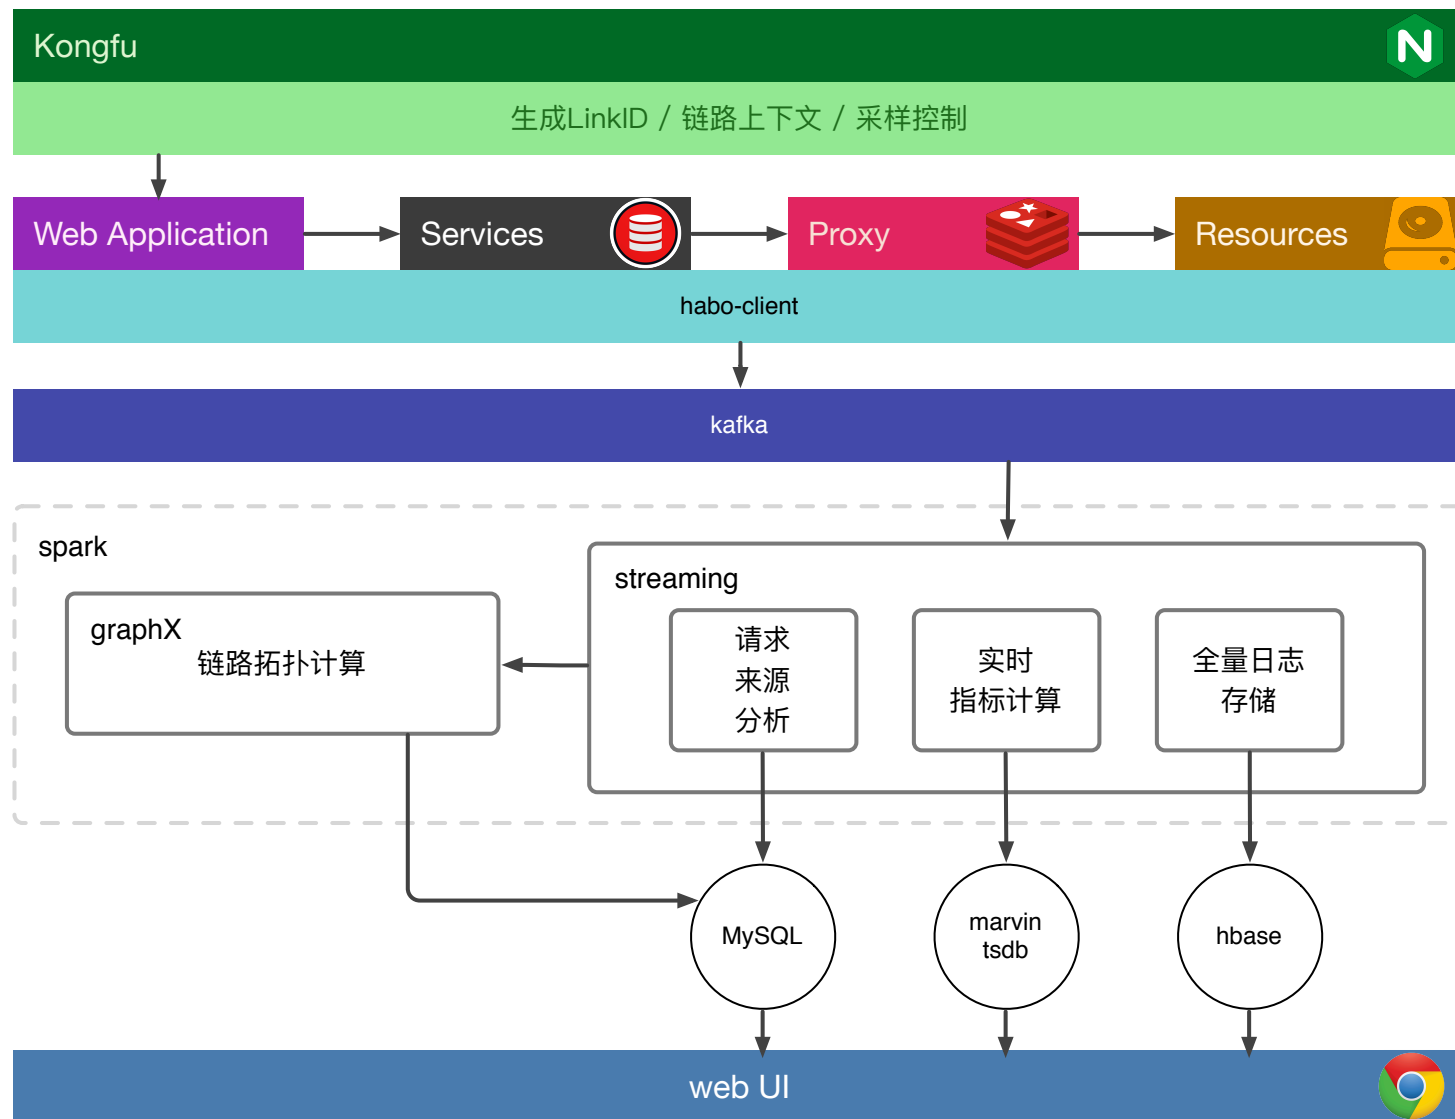 Kongfu
N
生成LinkID / 链路上下文 / 采样控制
Web Application
Services
Proxy
Resources
habo-client
kafka
spark
streaming
graphX
链路拓扑计算
请求
来源
分析
实时
指标计算
全量日志
存储
MySQL
marvin
tsdb
hbase
web UI